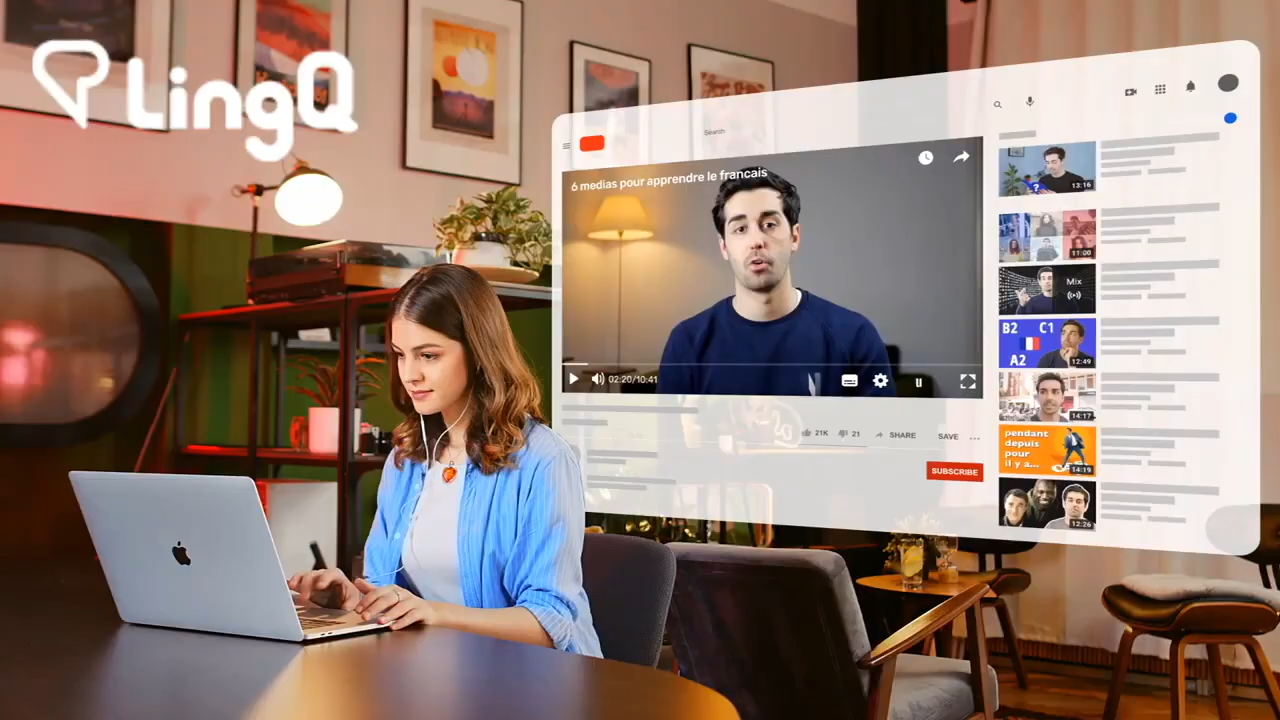 LingQ
Search
6 medias pour apprendre le francais
02:20/10:41
21K
21
SHARE
SAVE
SUBSCRIBE
13:16
11:00
Mix
B2
C1
A2
12:49
14:17
pendant
depuis
pour
il y a...
14:19
12:26